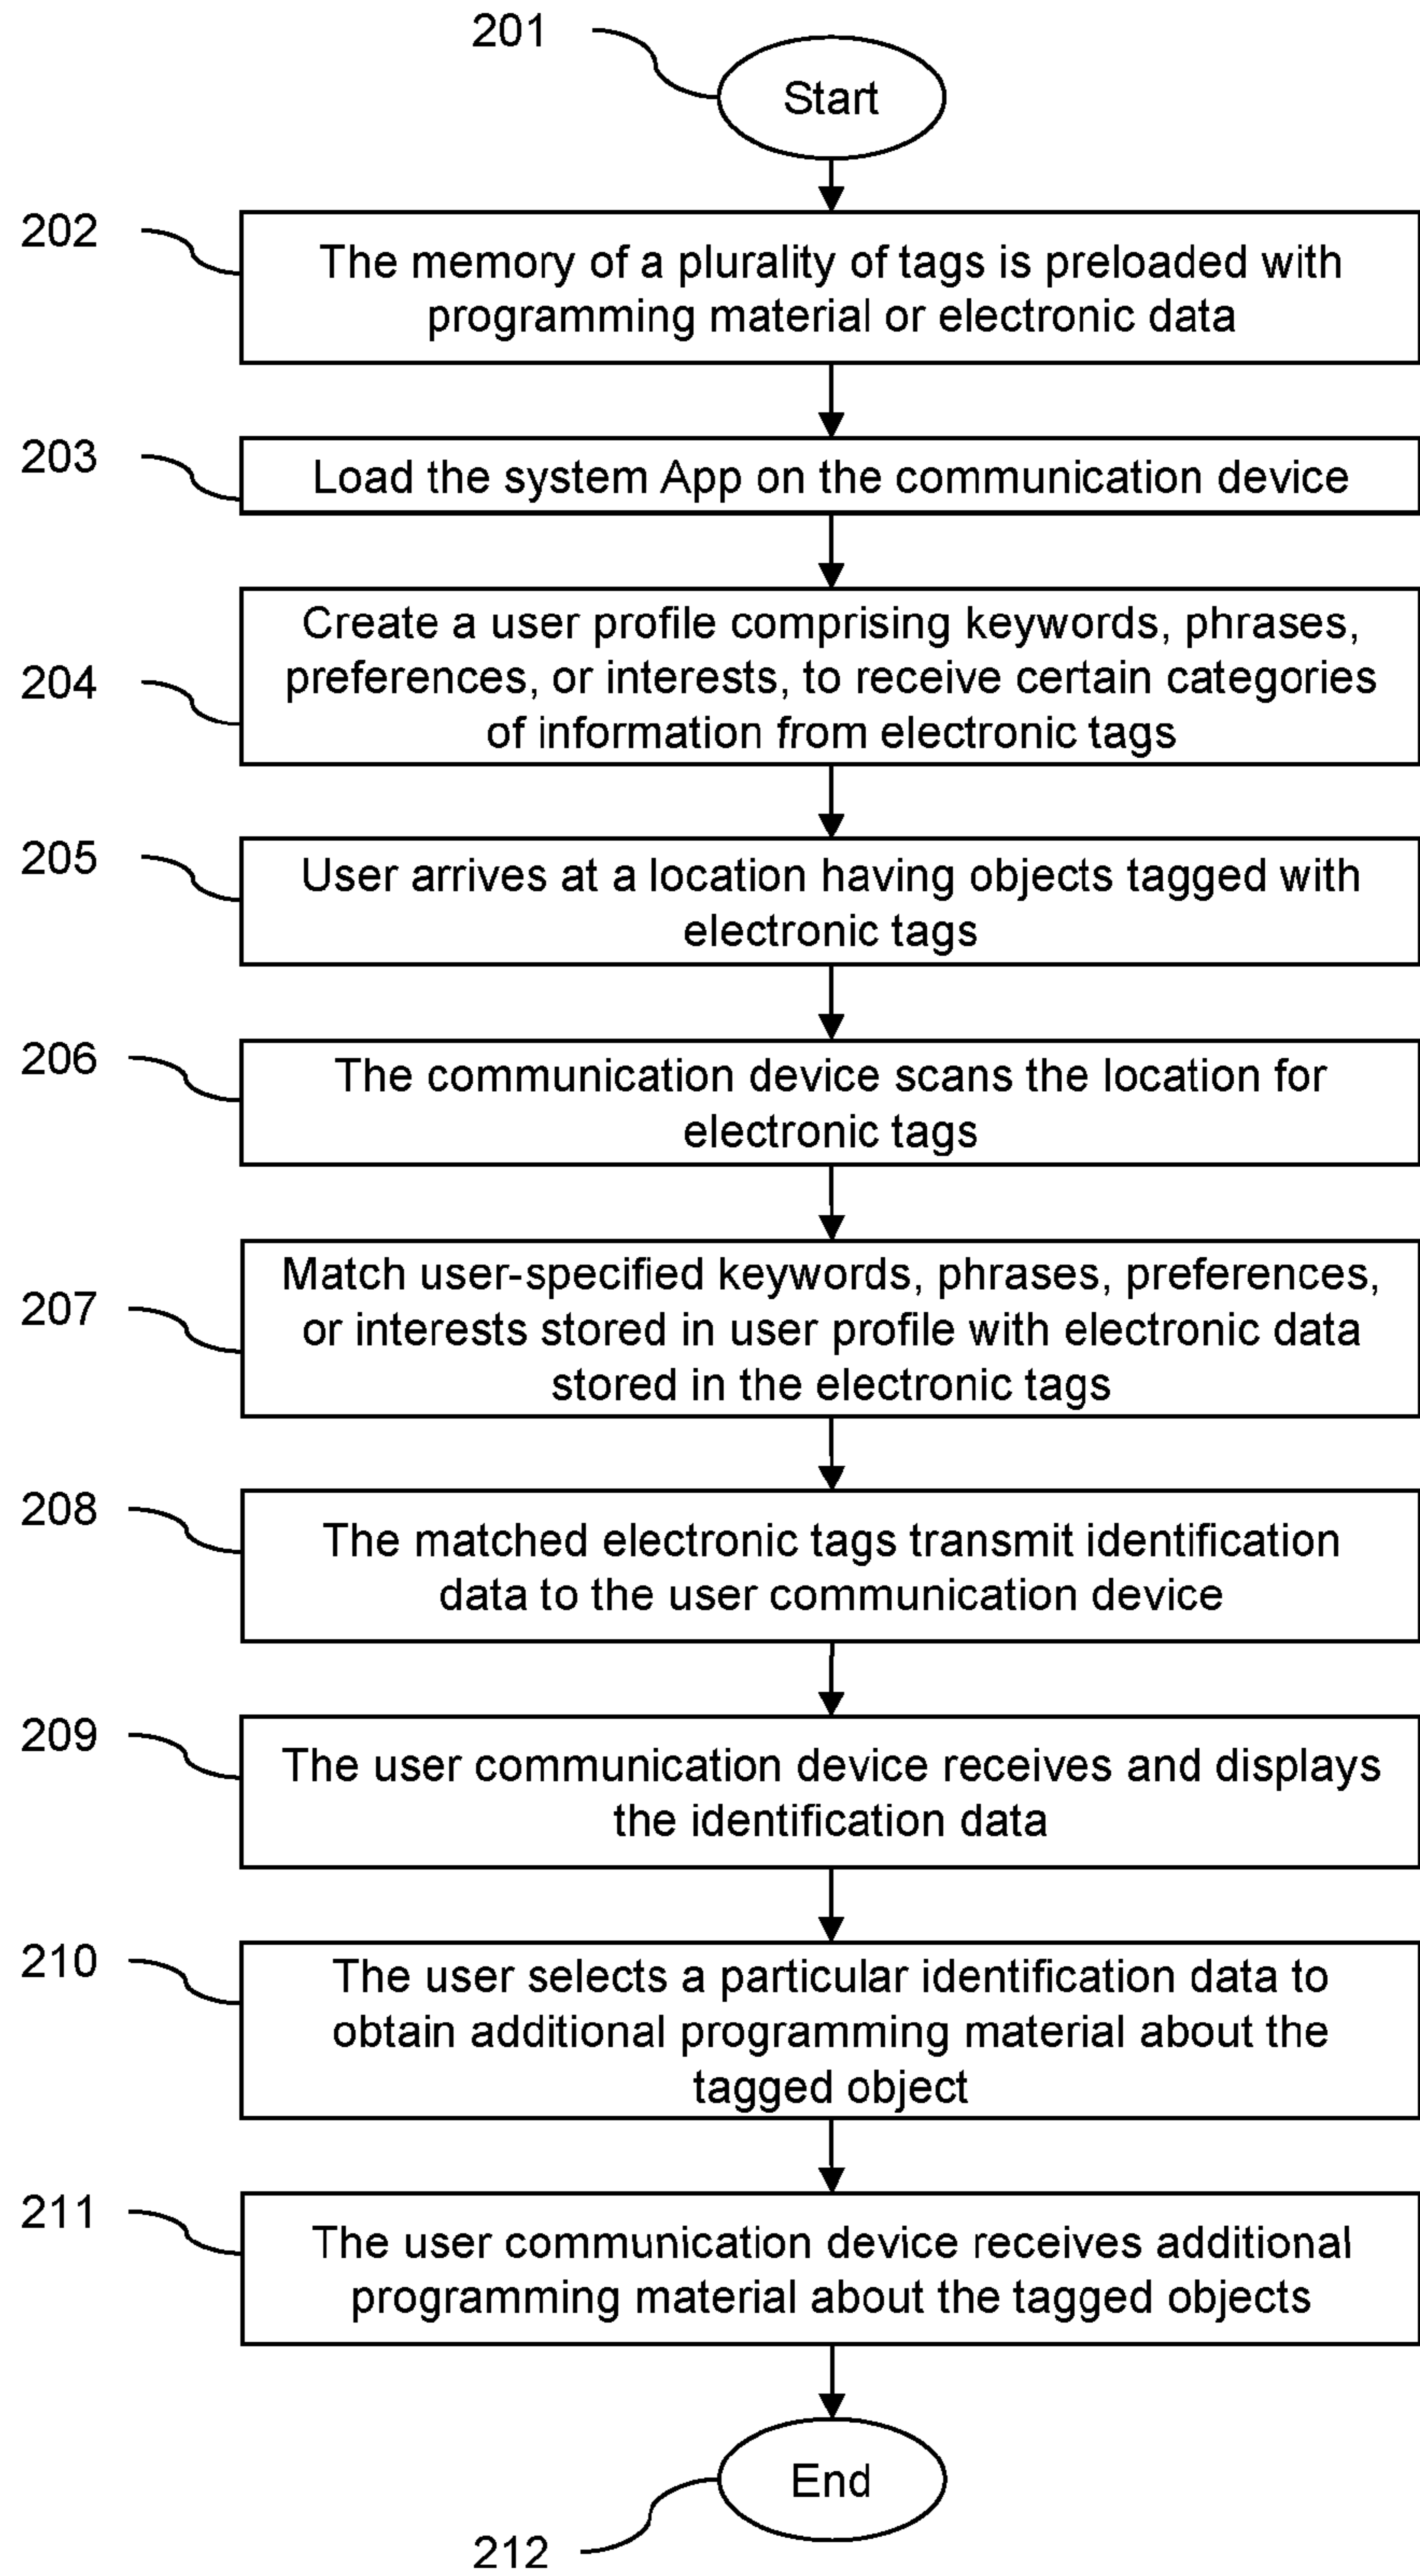 201
Start
202
The memory of a plurality of tags is preloaded with
programming material or electronic data
203
Load the system App on the communication device
204
Create a user profile comprising keywords, phrases,
preferences, or interests, to receive certain categories
of information from electronic tags
205
User arrives at a location having objects tagged with
electronic tags
206
The communication device scans the location for
electronic tags
207
Match user-specified keywords, phrases, preferences,
or interests stored in user profile with electronic data
stored in the electronic tags
208
The matched electronic tags transmit identification
data to the user communication device
209
The user communication device receives and displays
the identification data
210
The user selects a particular identification data to
obtain additional programming material about the
tagged object
211
The user communication device receives additional
programming material about the tagged objects
End
212